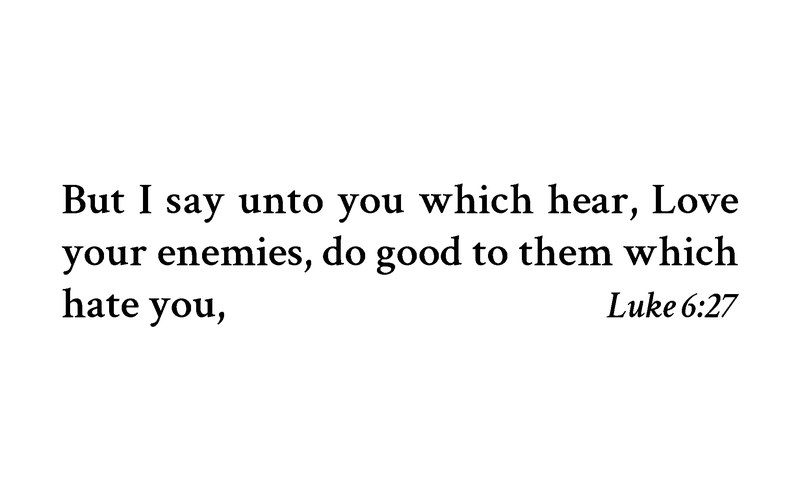 But I say unto you which hear, Love
your enemies, do good to them which
hate you, Luke 6:27